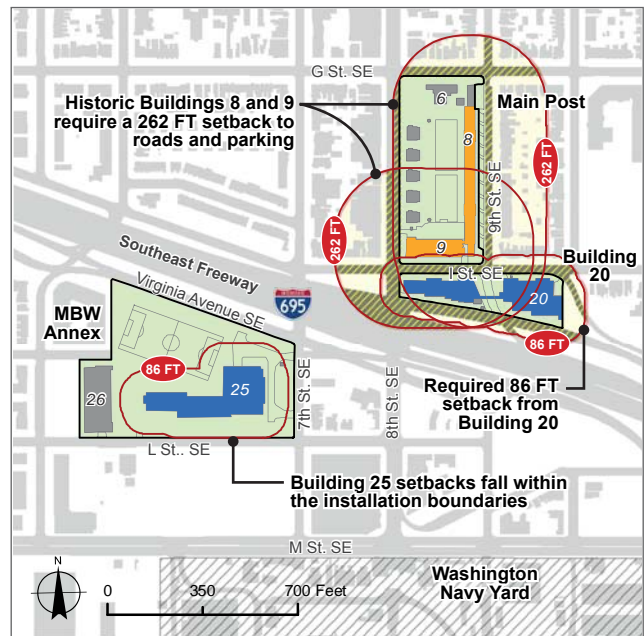 G St. SE
Historic Buildings 8 and 9
require a 262 FT setback to
roads and parking
6
Main Post
8
262 FT
9th St. SE
262 FT
9
Building
20
I St. SE
20
Southeast Freeway
Virginia Avenue SE
INTERSTATE
695
MBW
Annex
86 FT
86 FT
26
25
7th St. SE
8th St. SE
Required 86 FT
setback from
Building 20
L St.. SE
Building 25 setbacks fall within
the installation boundaries
M St. SE
N
0 350 700 Feet
Washington
Navy Yard